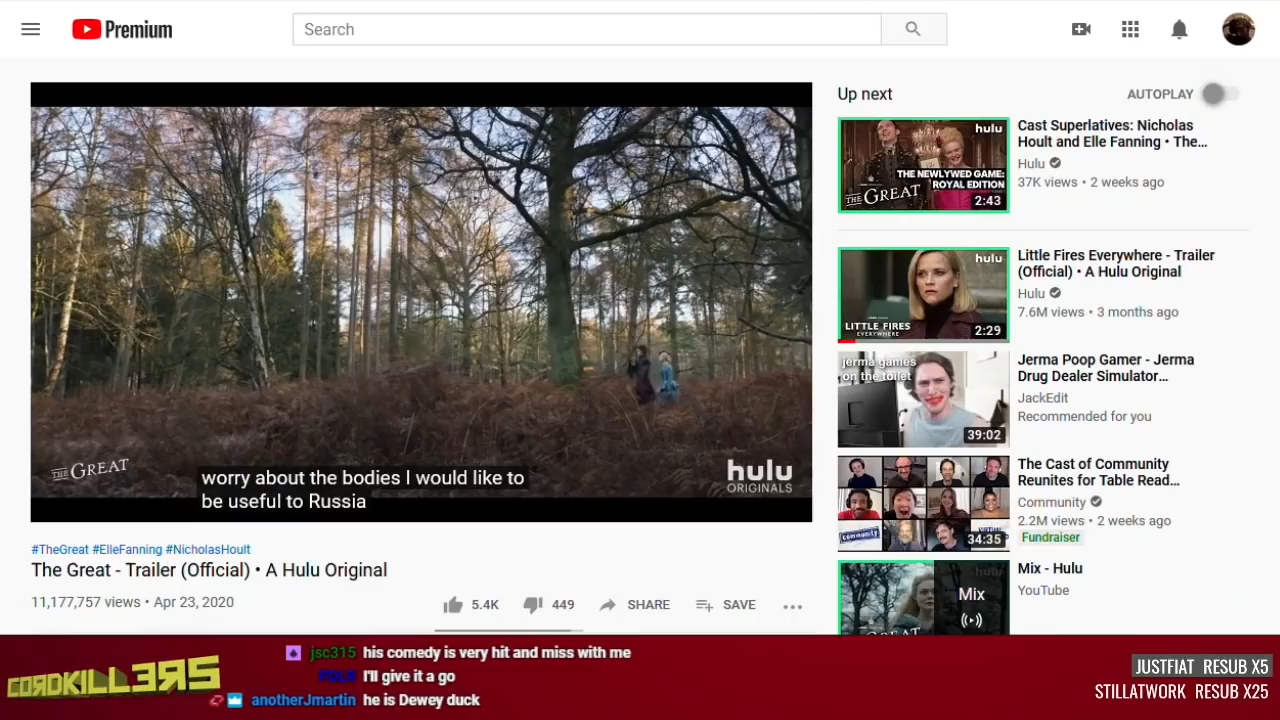 Premium
Search
THE GREAT
worry about the bodies I would like to
be useful to Russia
hulu
ORIGINALS
#TheGreat #ElleFanning #NicholasHoult
The Great - Trailer (Official) • A Hulu Original
11,177,757 views • Apr 23, 2020
5.4K
449
SHARE
SAVE
Up next
AUTOPLAY
hulu
THE NEWLYWED GAME:
ROYAL EDITION
THE GREAT
2:43
Cast Superlatives: Nicholas
Hoult and Elle Fanning • The...
Hulu
37K views • 2 weeks ago
hulu
LITTLE FIRES
EVERYWHERE
2:29
Little Fires Everywhere - Trailer
(Official) • A Hulu Original
Hulu
7.6M views • 3 months ago
jerma games
on the toilet
39:02
Jerma Poop Gamer - Jerma
Drug Dealer Simulator...
JackEdit
Recommended for you
Community
34:35
The Cast of Community
Reunites for Table Read...
Community
2.2M views • 2 weeks ago
Fundraiser
hulu
Mix
THE GREAT
Mix - Hulu
YouTube
CORDKILLERS
jsc315 his comedy is very hit and miss with me
I'll give it a go
anotherJmartin he is Dewey duck
JUSTFIAT RESUB X5
STILLATWORK RESUB X25